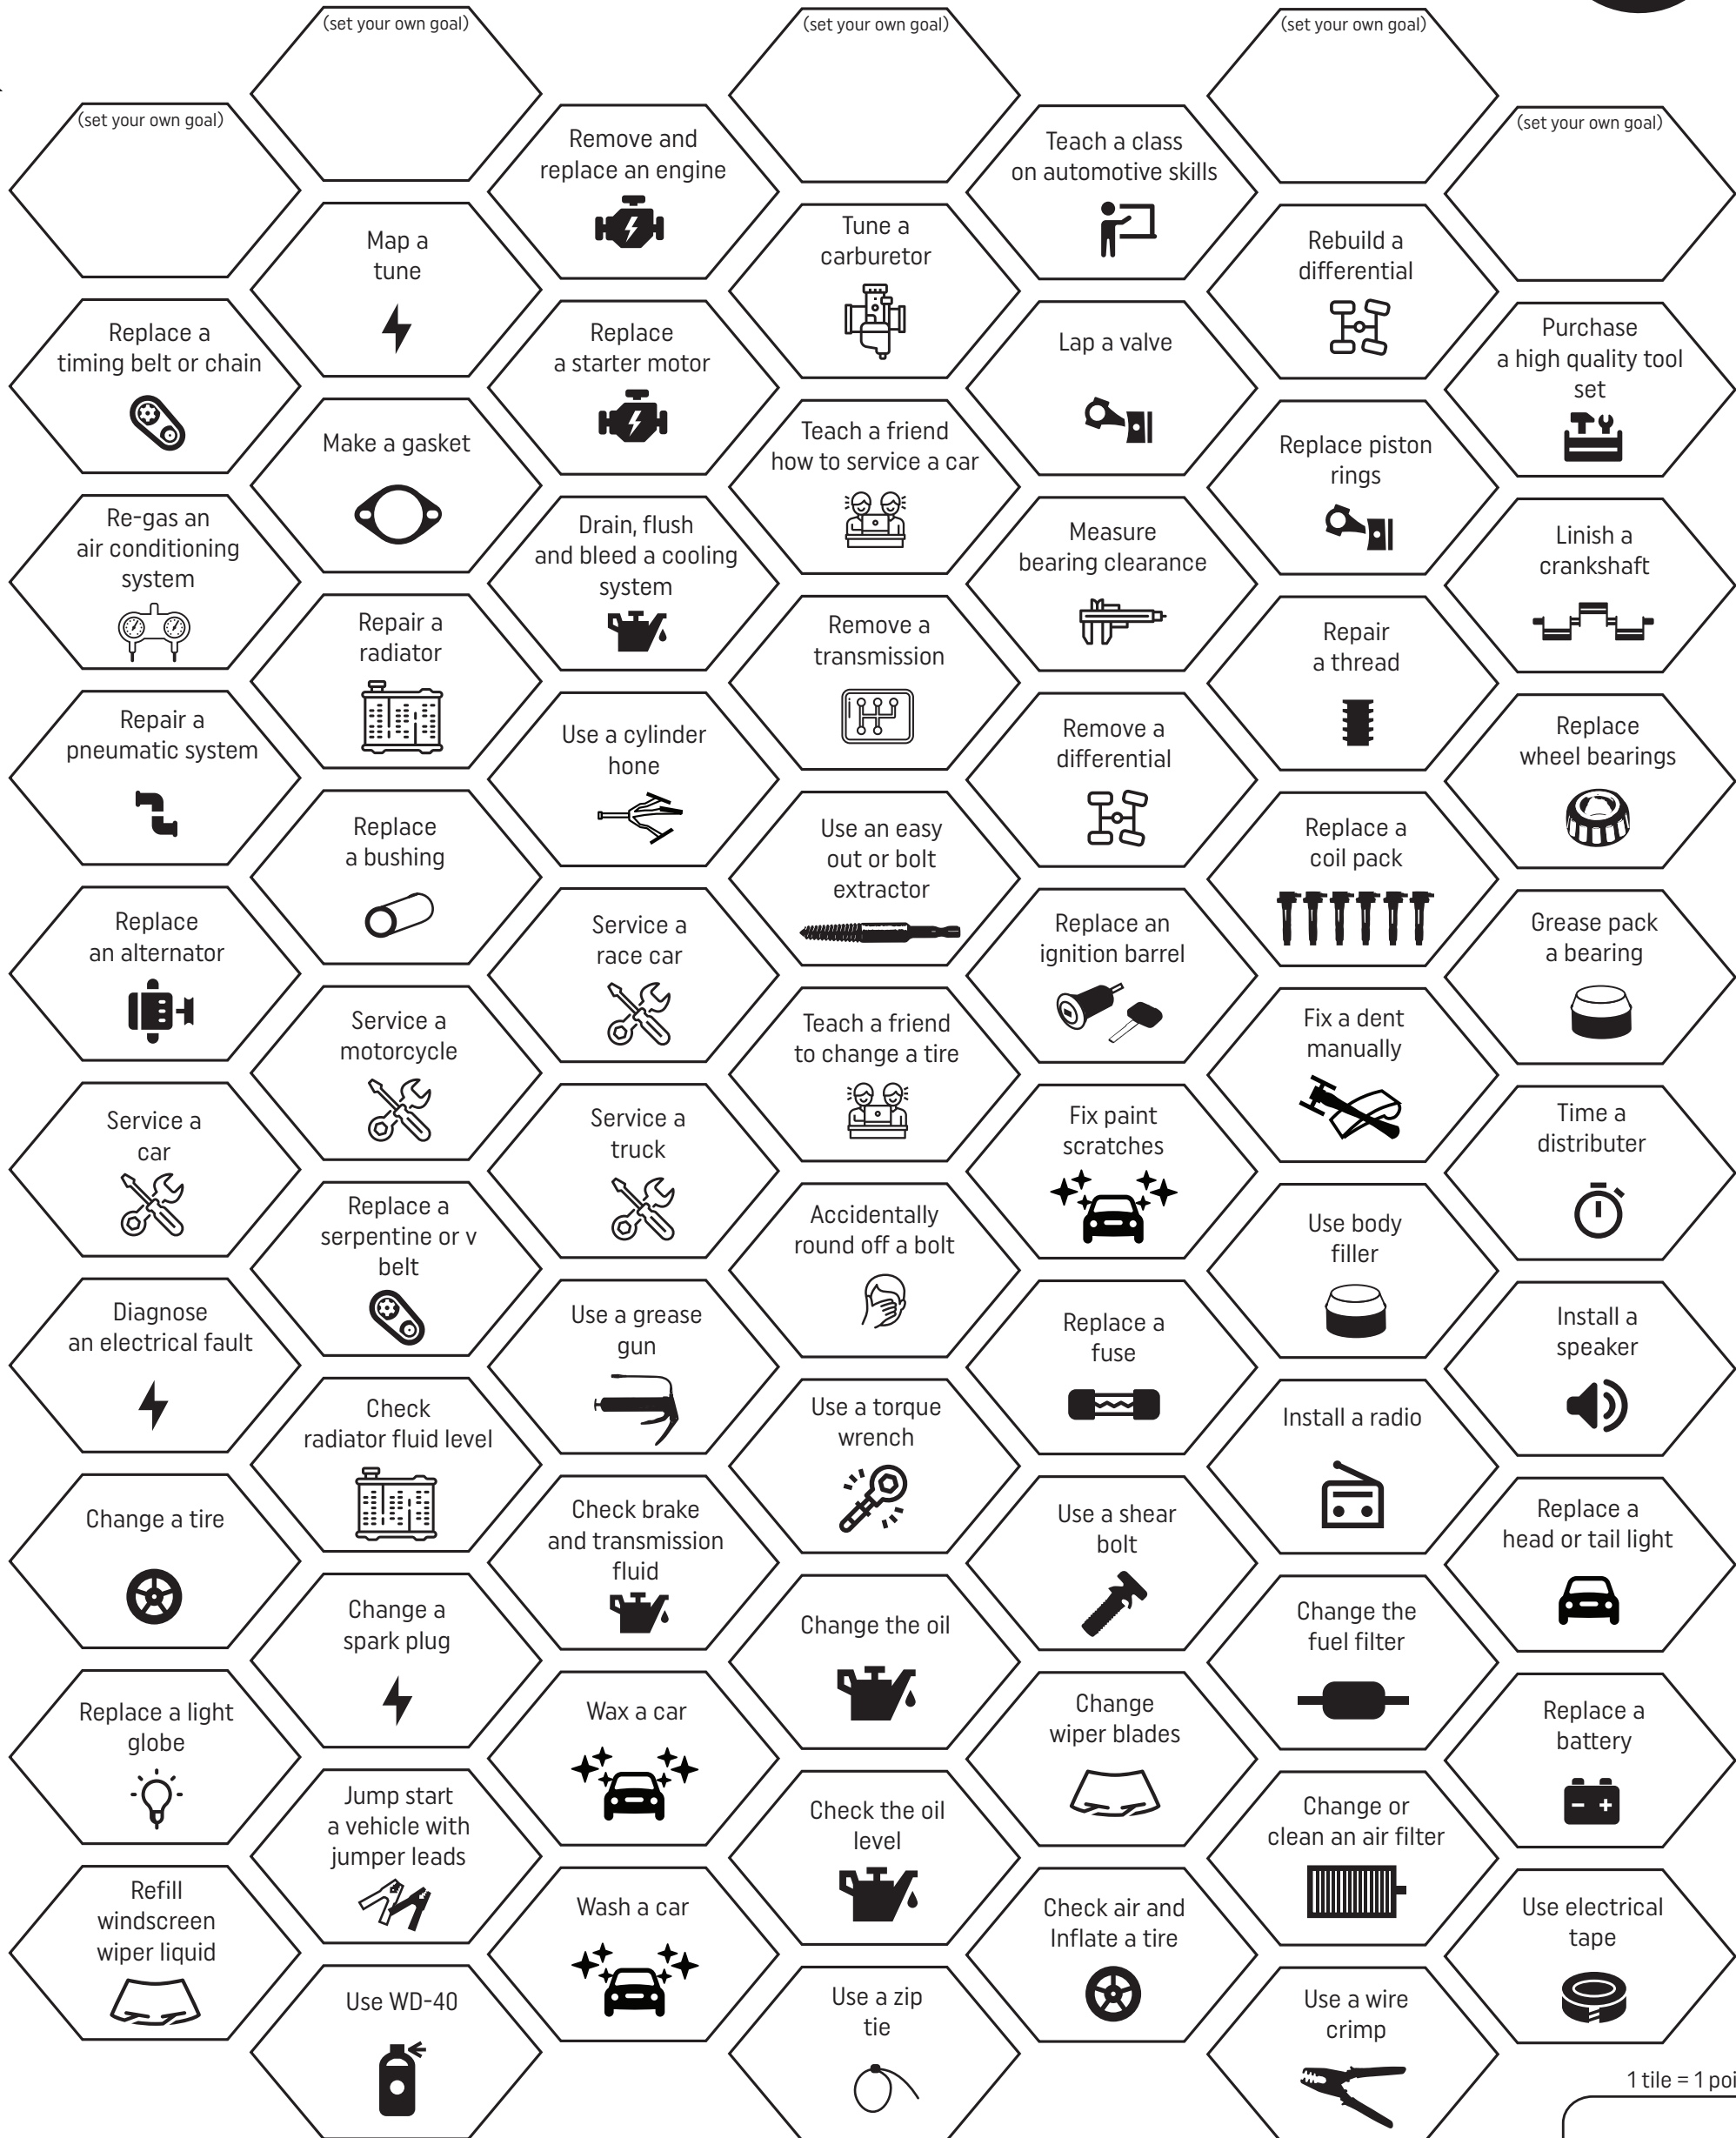 (set your own goal)
(set your own goal)
(set your own goal)
(set your own goal)
(set your own goal)
Remove and
replace an engine
Teach a class
on automotive skills
Map a
tune
Tune a
carburetor
Rebuild a
differential
Replace a
timing belt or chain
Replace
a starter motor
Lap a valve
Purchase
a high quality tool
set
Make a gasket
Teach a friend
how to service a car
Replace piston
rings
Re-gas an
air conditioning
system
Drain, flush
and bleed a cooling
system
Measure
bearing clearance
Linish a
crankshaft
Repair a
radiator
Remove a
transmission
Repair
a thread
Repair a
pneumatic system
Use a cylinder
hone
Remove a
differential
Replace
wheel bearings
Replace
a bushing
Use an easy
out or bolt
extractor
Replace a
coil pack
Replace
an alternator
Service a
race car
Replace an
ignition barrel
Grease pack
a bearing
Service a
motorcycle
Teach a friend
to change a tire
Fix a dent
manually
Service a
car
Service a
truck
Fix paint
scratches
Time a
distributer
Replace a
serpentine or v
belt
Accidentally
round off a bolt
Use body
filler
Diagnose
an electrical fault
Use a grease
gun
Replace a
fuse
Install a
speaker
Check
radiator fluid level
Use a torque
wrench
Install a radio
Change a tire
Check brake
and transmission
fluid
Use a shear
bolt
Replace a
head or tail light
Change a
spark plug
Change the oil
Change the
fuel filter
Replace a light
globe
Wax a car
Change
wiper blades
Replace a
battery
Jump start
a vehicle with
jumper leads
Check the oil
level
Change or
clean an air filter
Refill
windscreen
wiper liquid
Wash a car
Check air and
Inflate a tire
Use electrical
tape
Use WD-40
Use a zip
tie
Use a wire
crimp
1 tile = 1 poi